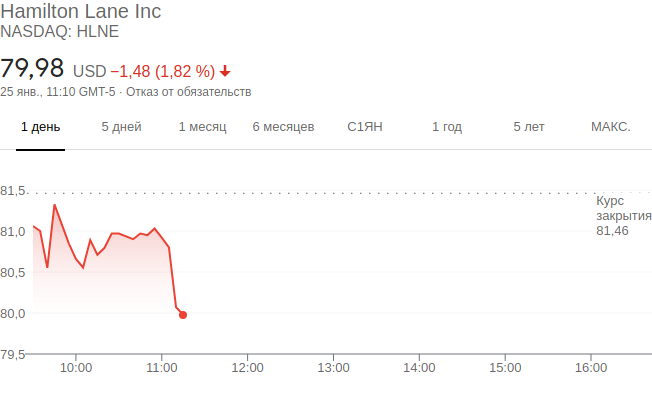 Hamilton Lane Inc
NASDAQ: HLNE
79,98 USD −1,48 (1,82 %)
25 янв., 11:10 GMT-5 · Отказ от обязательств
1 день 5 дней 1 месяц 6 месяцев С1ЯН 1 год 5 лет МАКС.
81,5
Курс
закрытия
81,46
81,0
80,5
80,0
79,5
10:00 11:00 12:00 13:00 14:00 15:00 16:00